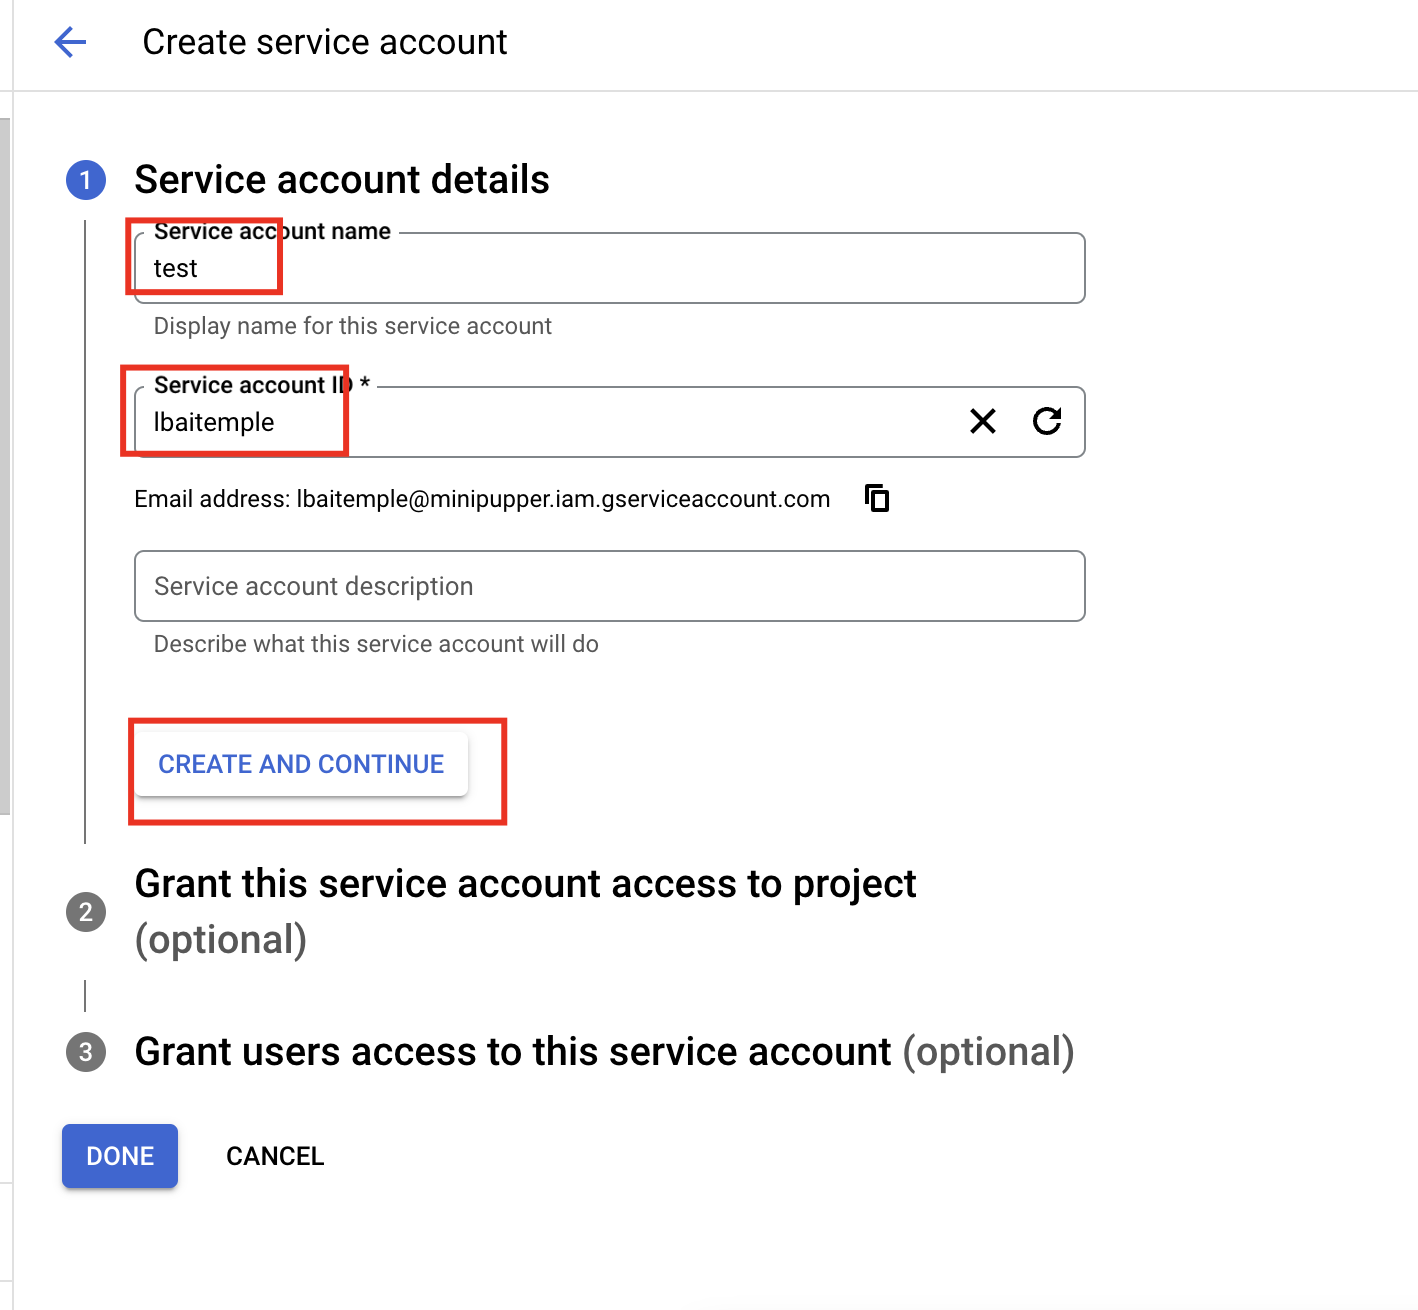 Create service account
1 Service account details
Service account name
test
Display name for this service account
Service account ID *
lbaitemple
Email address: lbaitemple@minipupper.iam.gserviceaccount.com
Service account description
Describe what this service account will do
CREATE AND CONTINUE
Grant this service account access to project
2
(optional)
3 Grant users access to this service account (optional)
DONE CANCEL